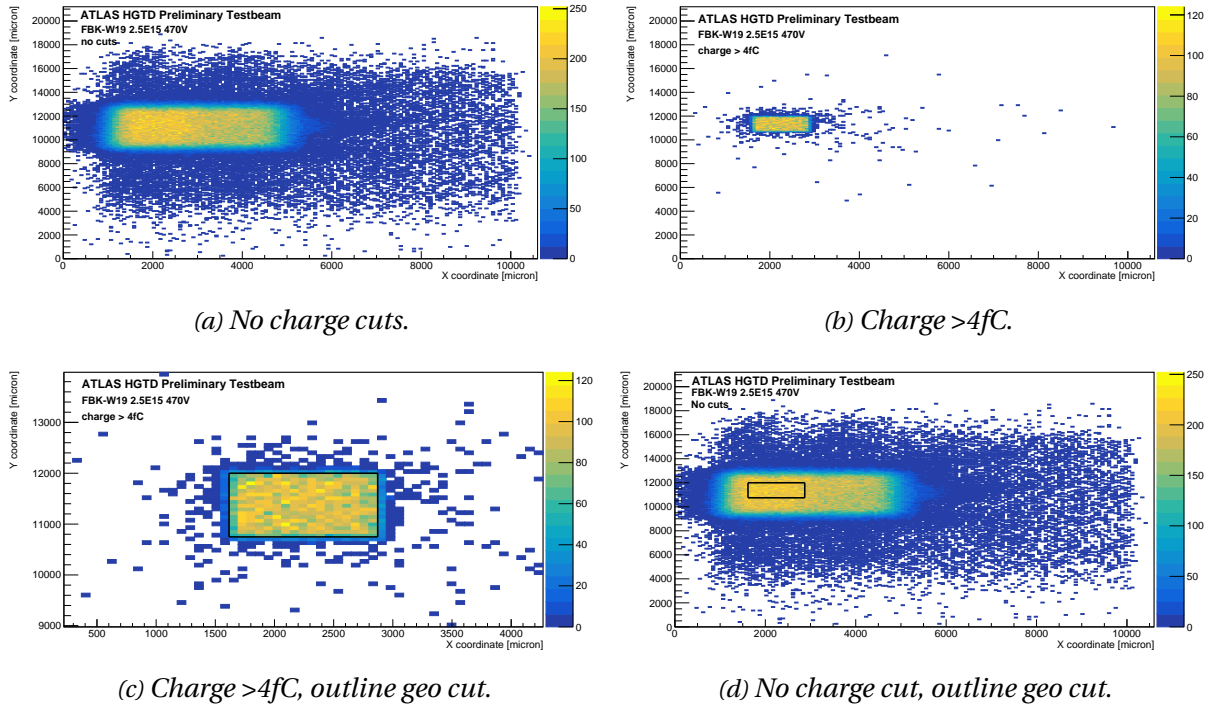 ATLAS HGTD Preliminary Testbeam
FBK-W19 2.5E15 470V
no cuts
Y coordinate [micron]
20000
18000
16000
14000
12000
10000
8000
6000
4000
2000
0
0 2000 4000 6000 8000 10000
X coordinate [micron]
250
200
150
100
50
0
(a) No charge cuts.
ATLAS HGTD Preliminary Testbeam
FBK-W19 2.5E15 470V
charge > 4fC
Y coordinate [micron]
20000
18000
16000
14000
12000
10000
8000
6000
4000
2000
0
0 2000 4000 6000 8000 10000
X coordinate [micron]
120
100
80
60
40
20
0
(b) Charge >4fC.
ATLAS HGTD Preliminary Testbeam
FBK-W19 2.5E15 470V
charge > 4fC
Y coordinate [micron]
13000
12000
11000
10000
9000
500 1000 1500 2000 2500 3000 3500 4000
X coordinate [micron]
120
100
80
60
40
20
0
(c) Charge >4fC, outline geo cut.
ATLAS HGTD Preliminary Testbeam
FBK-W19 2.5E15 470V
No cuts
Y coordinate [micron]
20000
18000
16000
14000
12000
10000
8000
6000
4000
2000
0
0 2000 4000 6000 8000 10000
X coordinate [micron]
250
200
150
100
50
0
(d) No charge cut, outline geo cut.